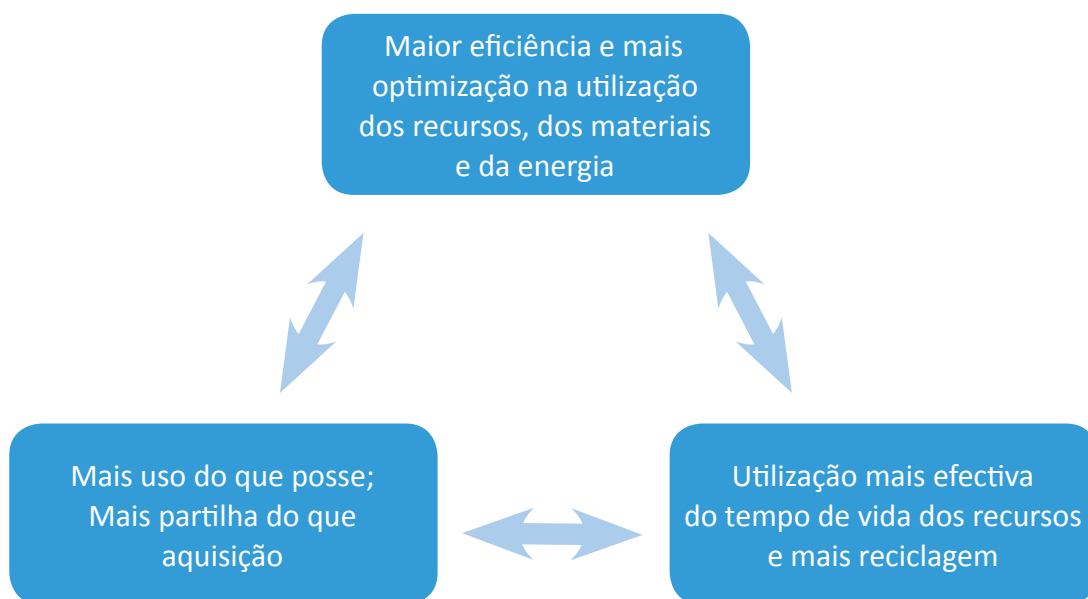 Maior eficiência e mais
optimização na utilização
dos recursos, dos materiais
e da energia
Mais uso do que posse;
Mais partilha do que
aquisição
Utilização mais efectiva
do tempo de vida dos recursos
e mais reciclagem